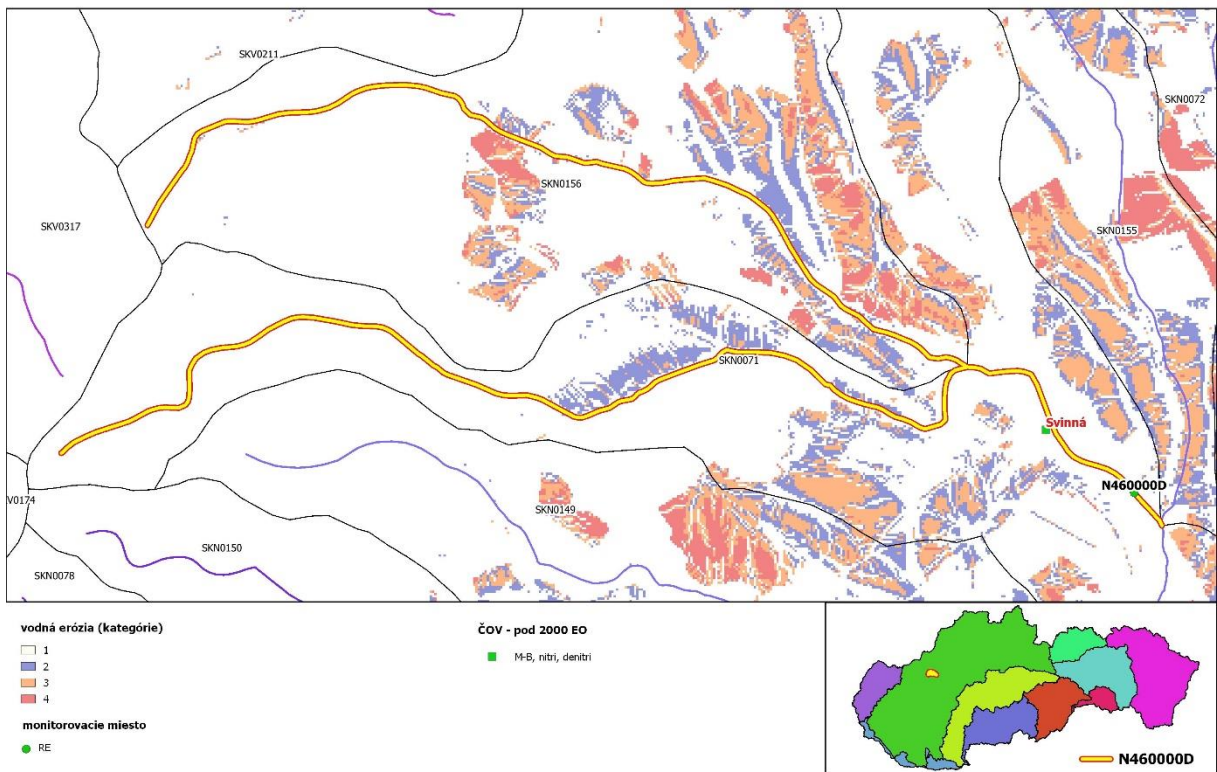 SKV0211
SKN0072
SKN0156
SKV0317
SKN0155
SKN0071
Svinná
N460000D
V0174
SKN0149
SKN0150
SKN0078
vodná erózia (kategórie)
1
2
3
4
monitorovacie miesto
RE
ČOV - pod 2000 EO
M-B, nitri, denitri
N460000D